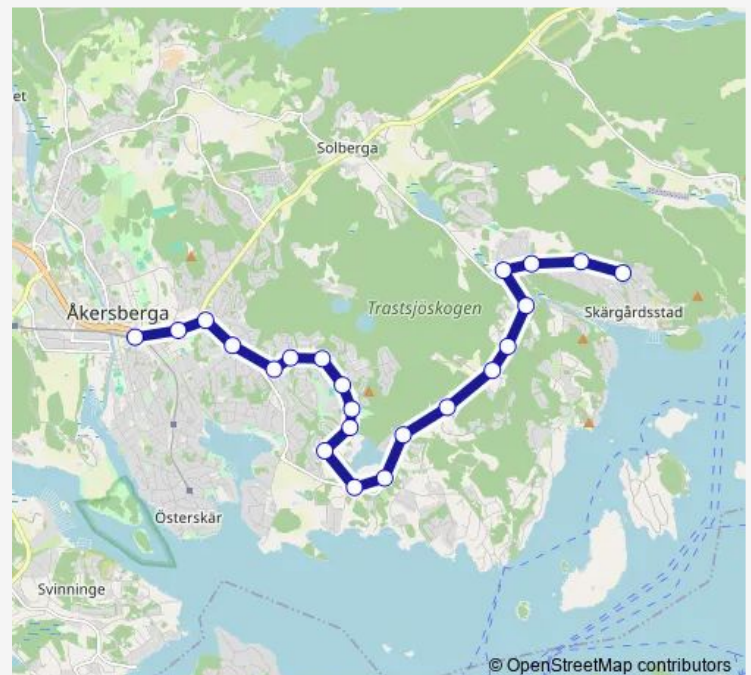 et
Solberga
Åkersberga
Trastsjöskogen
Skärgårdsstad
Österskär
Svinninge
© OpenStreetMap contributors